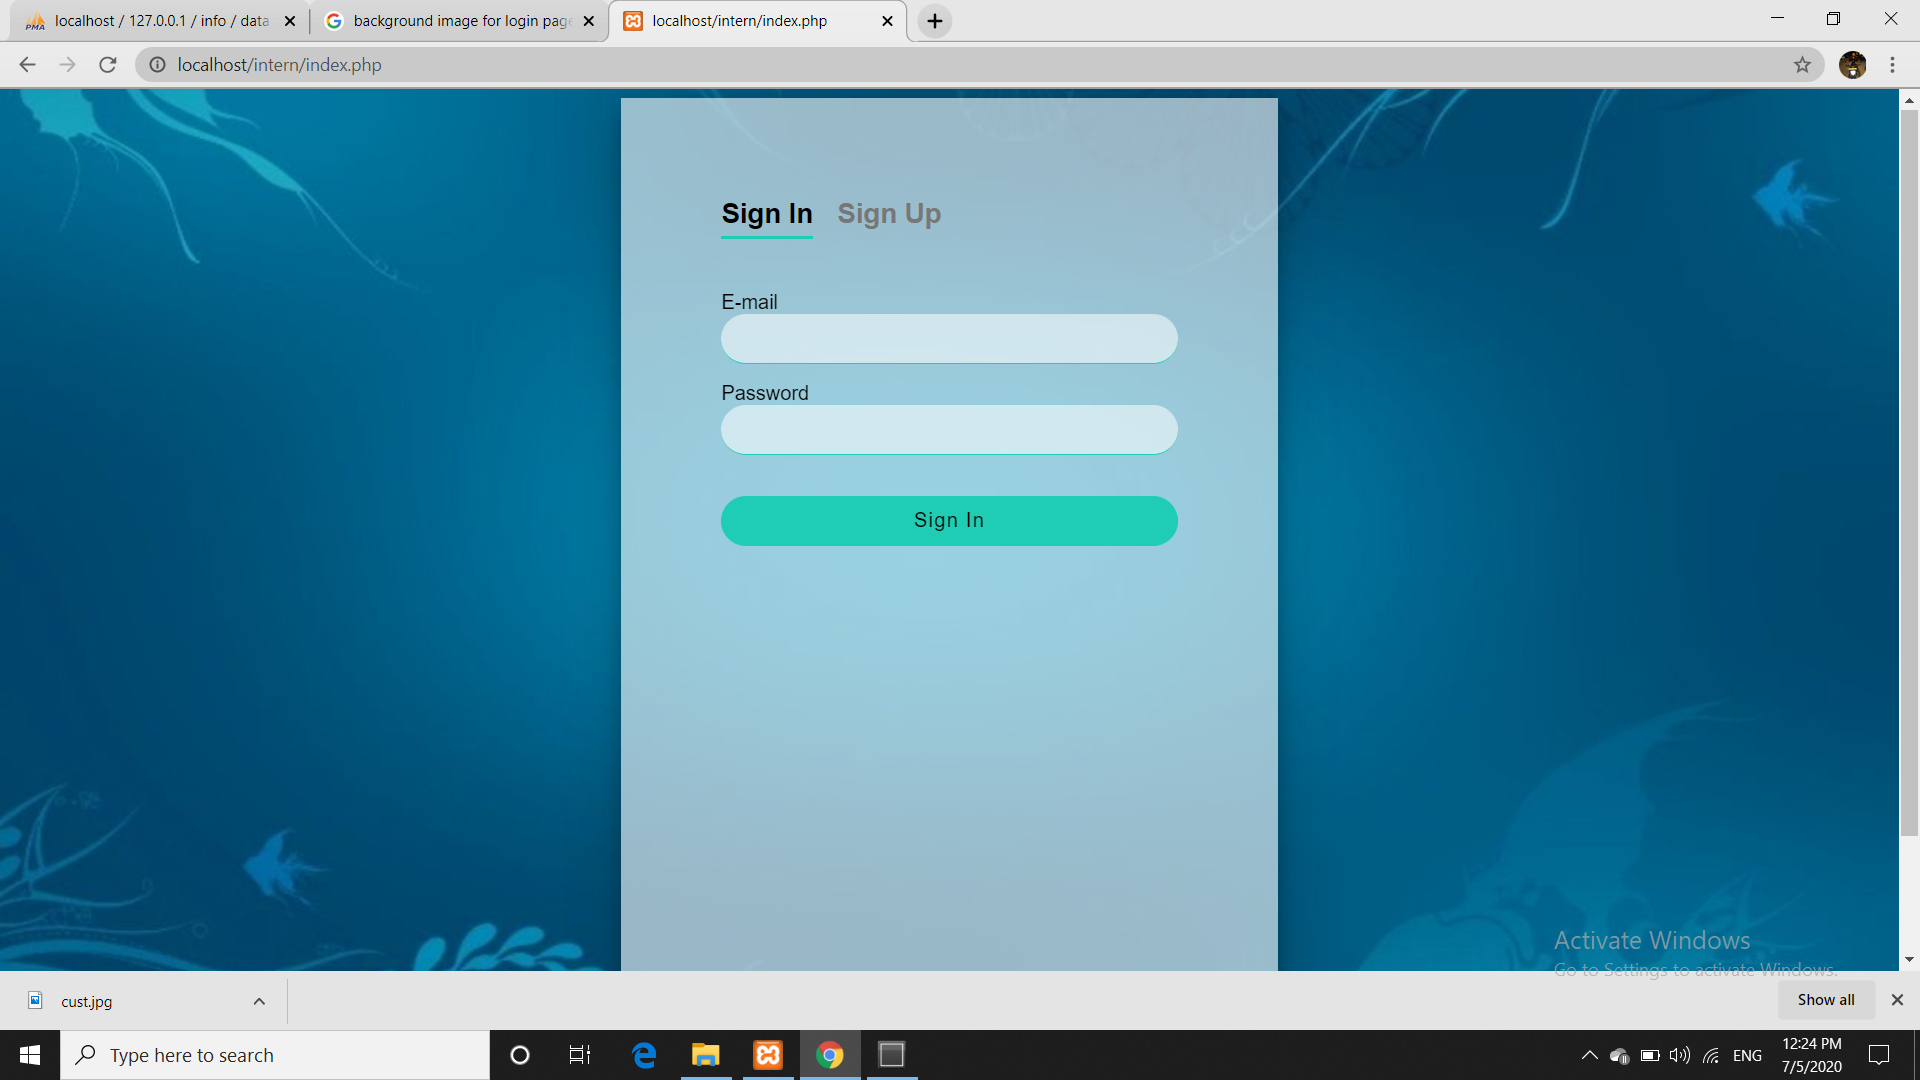 localhost / 127.0.0.1 / info / data
background image for login page
localhost/intern/index.php
localhost/intern/index.php
Sign In Sign Up
E-mail
Password
Sign In
Activate Windows
Go to Settings to activate Windows.
cust.jpg
Show all
Type here to search
ENG
12:24 PM
7/5/2020
PMA